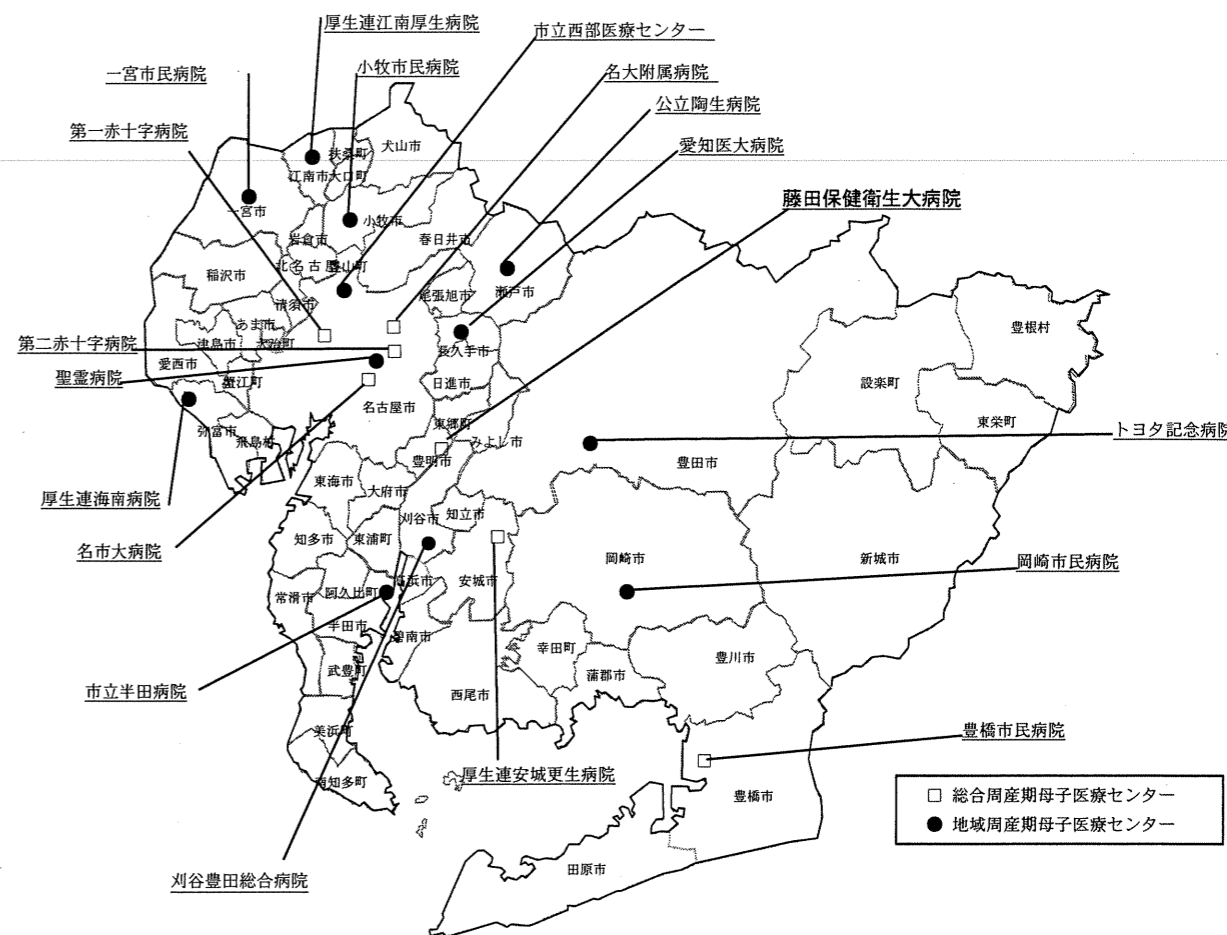 厚生連江南厚生病院
市立西部医療センター
一宮市民病院
小牧市民病院
名大附属病院
第一赤十字病院
公立陶生病院
愛知医大病院
藤田保健衛生大病院
犬山市
扶桑町
江南市
大口町
一宮市
小牧市
岩倉市
春日井市
稲沢市
北名古屋
豊山町
尾張旭市
瀬戸市
清須市
あま市
津島市
大治町
第二赤十字病院
愛西市
聖霊病院
蟹江町
長久手市
日進市
名古屋市
東郷町
みよし市
弥富市
飛島村
豊明市
豊根村
設楽町
東栄町
トヨタ記念病院
豊田市
厚生連海南病院
東海市
大府市
名市大病院
知多市
東浦町
刈谷市
知立市
岡崎市
新城市
岡崎市民病院
安城市
高浜市
常滑市
阿久比町
半田市
碧南市
武豊町
市立半田病院
幸田町
蒲郡市
豊川市
西尾市
美浜町
南知多町
厚生連安城更生病院
豊橋市民病院
豊橋市
田原市
刈谷豊田総合病院
□ 総合周産期母子医療センター
● 地域周産期母子医療センター